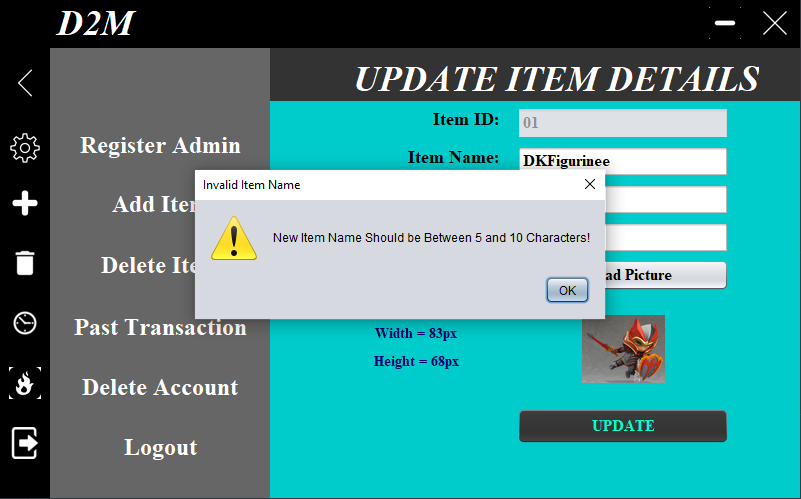 D2M
UPDATE ITEM DETAILS
Item ID:
01
Register Admin
Item Name:
DKFigurinee
Invalid Item Name
Add
New Item Name Should be Between 5 and 10 Characters!
Delete
Picture
OK
Past Transaction
Width = 83px
Height = 68px
Delete Account
UPDATE
Logout